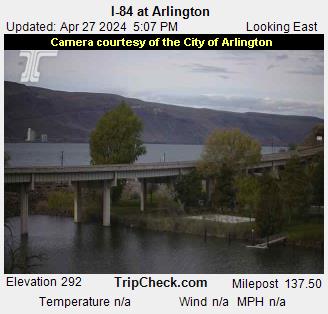 I-84 at Arlington
Updated: Apr 27 2024 5:07 PM Looking East
Camera courtesy of the City of Arlington
Elevation 292 TripCheck.com Milepost 137.50
Temperature n/a Wind n/a MPH n/a